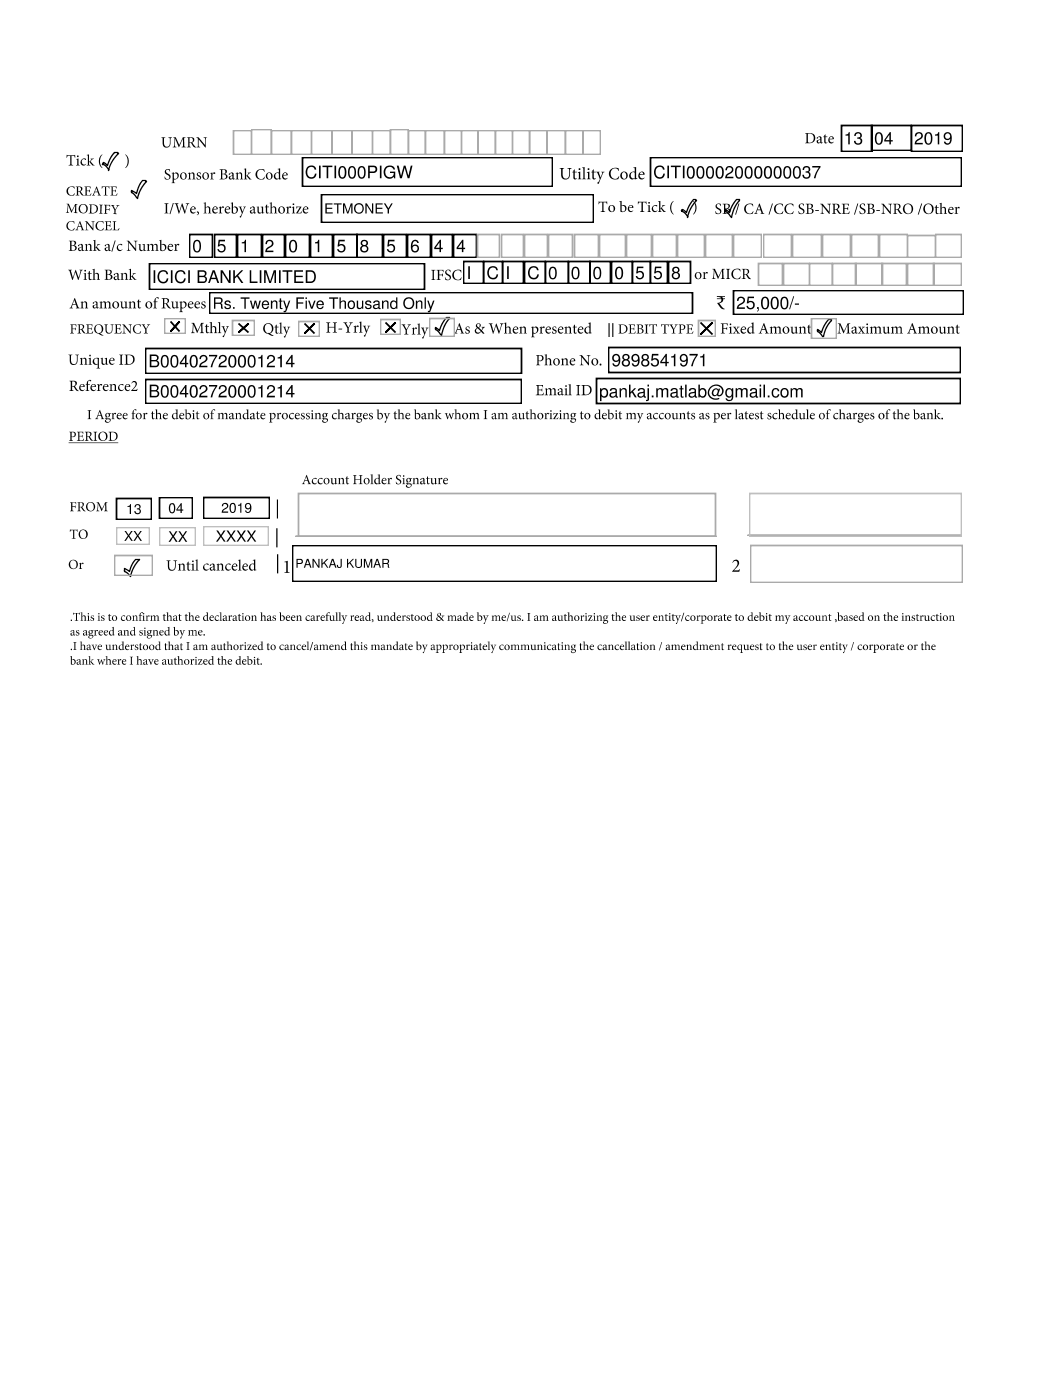 UMRN Date 13 04 2019
Tick (✓)
Sponsor Bank Code CITI000PIGW Utility Code CITI00002000000037
CREATE ✓
MODIFY I/We, hereby authorize ETMONEY To be Tick (✓) SB✓/ CA /CC SB-NRE /SB-NRO /Other
CANCEL
Bank a/c Number 0 5 1 2 0 1 5 8 5 6 4 4
With Bank ICICI BANK LIMITED IFSC I C I C 0 0 0 0 5 5 8 or MICR
An amount of Rupees Rs. Twenty Five Thousand Only ₹ 25,000/-
FREQUENCY ☒ Mthly ☒ Qtly ☒ H-Yrly ☒ Yrly ✓ As & When presented || DEBIT TYPE ☒ Fixed Amount ✓ Maximum Amount
Unique ID B00402720001214 Phone No. 9898541971
Reference2 B00402720001214 Email ID pankaj.matlab@gmail.com
I Agree for the debit of mandate processing charges by the bank whom I am authorizing to debit my accounts as per latest schedule of charges of the bank.
PERIOD
Account Holder Signature
FROM 13 04 2019 |
TO XX XX XXXX |
Or ✓ Until canceled | 1 PANKAJ KUMAR 2
.This is to confirm that the declaration has been carefully read, understood & made by me/us. I am authorizing the user entity/corporate to debit my account ,based on the instruction
as agreed and signed by me.
.I have understood that I am authorized to cancel/amend this mandate by appropriately communicating the cancellation / amendment request to the user entity / corporate or the
bank where I have authorized the debit.